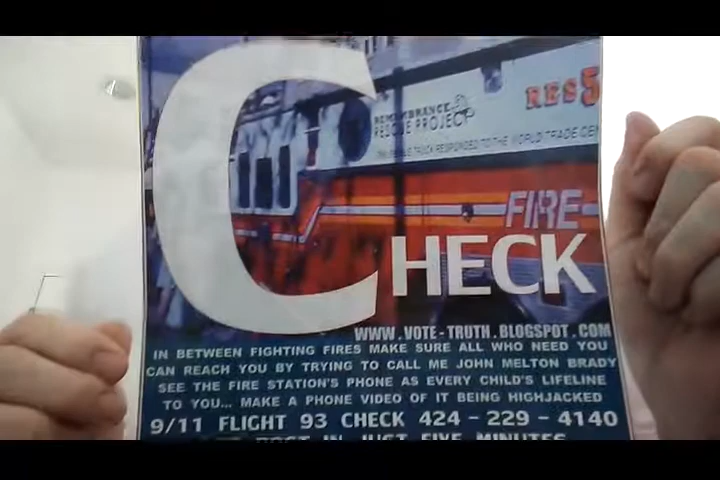 REMEMBRANCE
RESCUE PROJECT
RES 5
RESPONDED TO THE WORLD TRADE CEN
FIRE
CHECK
WWW.VOTE-TRUTH.BLOGSPOT.COM
IN BETWEEN FIGHTING FIRES MAKE SURE ALL WHO NEED YOU
CAN REACH YOU BY TRYING TO CALL ME JOHN MELTON BRADY
SEE THE FIRE STATION'S PHONE AS EVERY CHILD'S LIFELINE
TO YOU... MAKE A PHONE VIDEO OF IT BEING HIGHJACKED
9/11 FLIGHT 93 CHECK 424-229-4140
POST IN JUST FIVE MINUTES